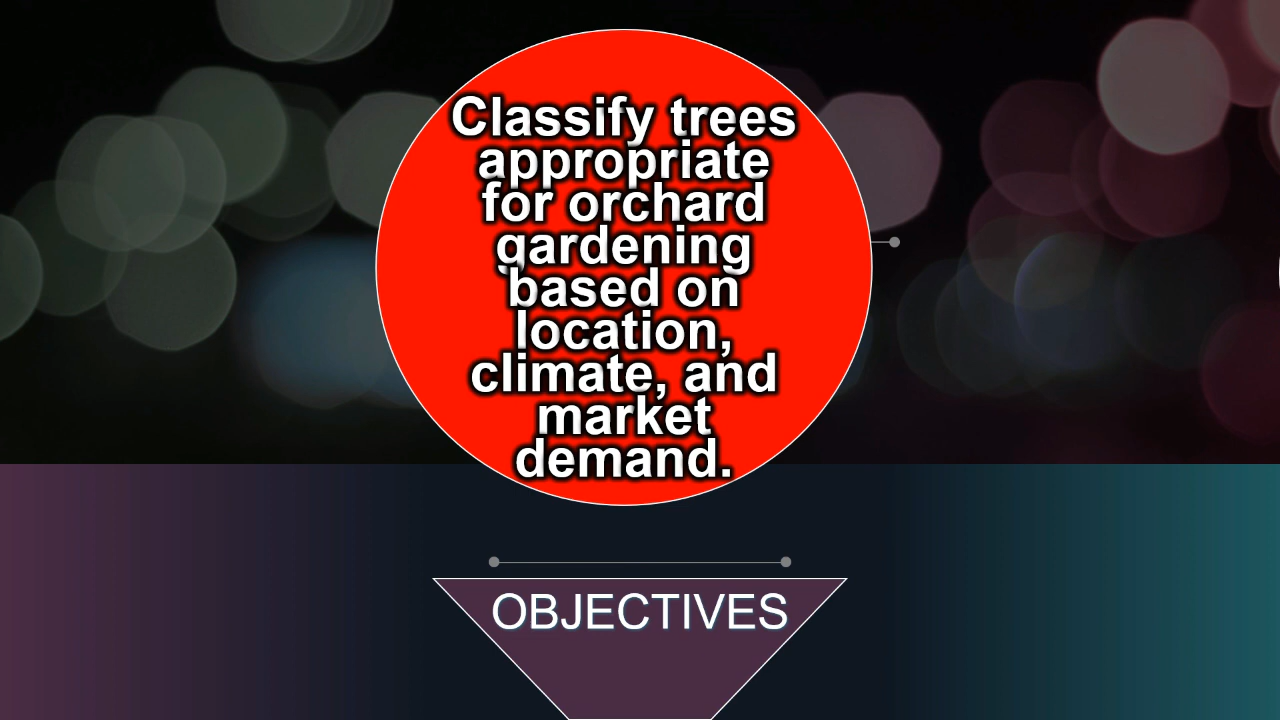 Classify trees
appropriate
for orchard
gardening
based on
location,
climate, and
market
demand.
OBJECTIVES